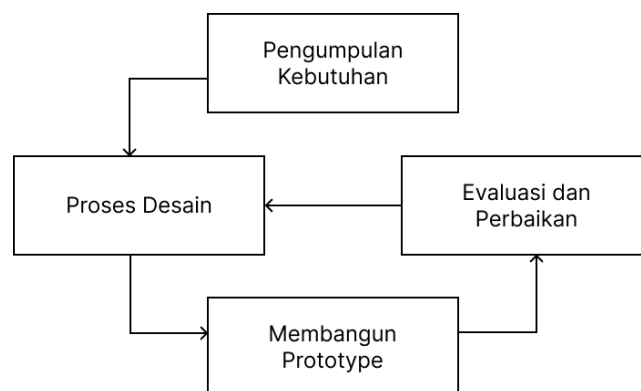 Pengumpulan
Kebutuhan
Proses Desain
Evaluasi dan
Perbaikan
Membangun
Prototype